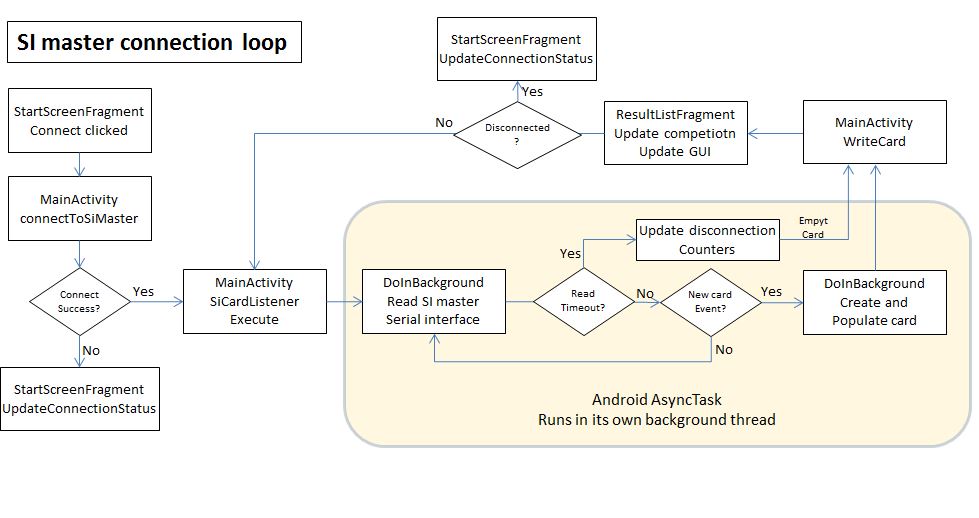 SI master connection loop
StartScreenFragment
UpdateConnectionStatus
Yes
StartScreenFragment
Connect clicked
No
Disconnected
?
ResultListFragment
Update competiotn
Update GUI
MainActivity
WriteCard
MainActivity
connectToSiMaster
Connect
Success?
Yes
No
StartScreenFragment
UpdateConnectionStatus
MainActivity
SiCardListener
Execute
DoInBackground
Read SI master
Serial interface
Read
Timeout?
Yes
Update disconnection
Counters
Empyt
Card
No
New card
Event?
Yes
No
DoInBackground
Create and
Populate card
Android AsyncTask
Runs in its own background thread